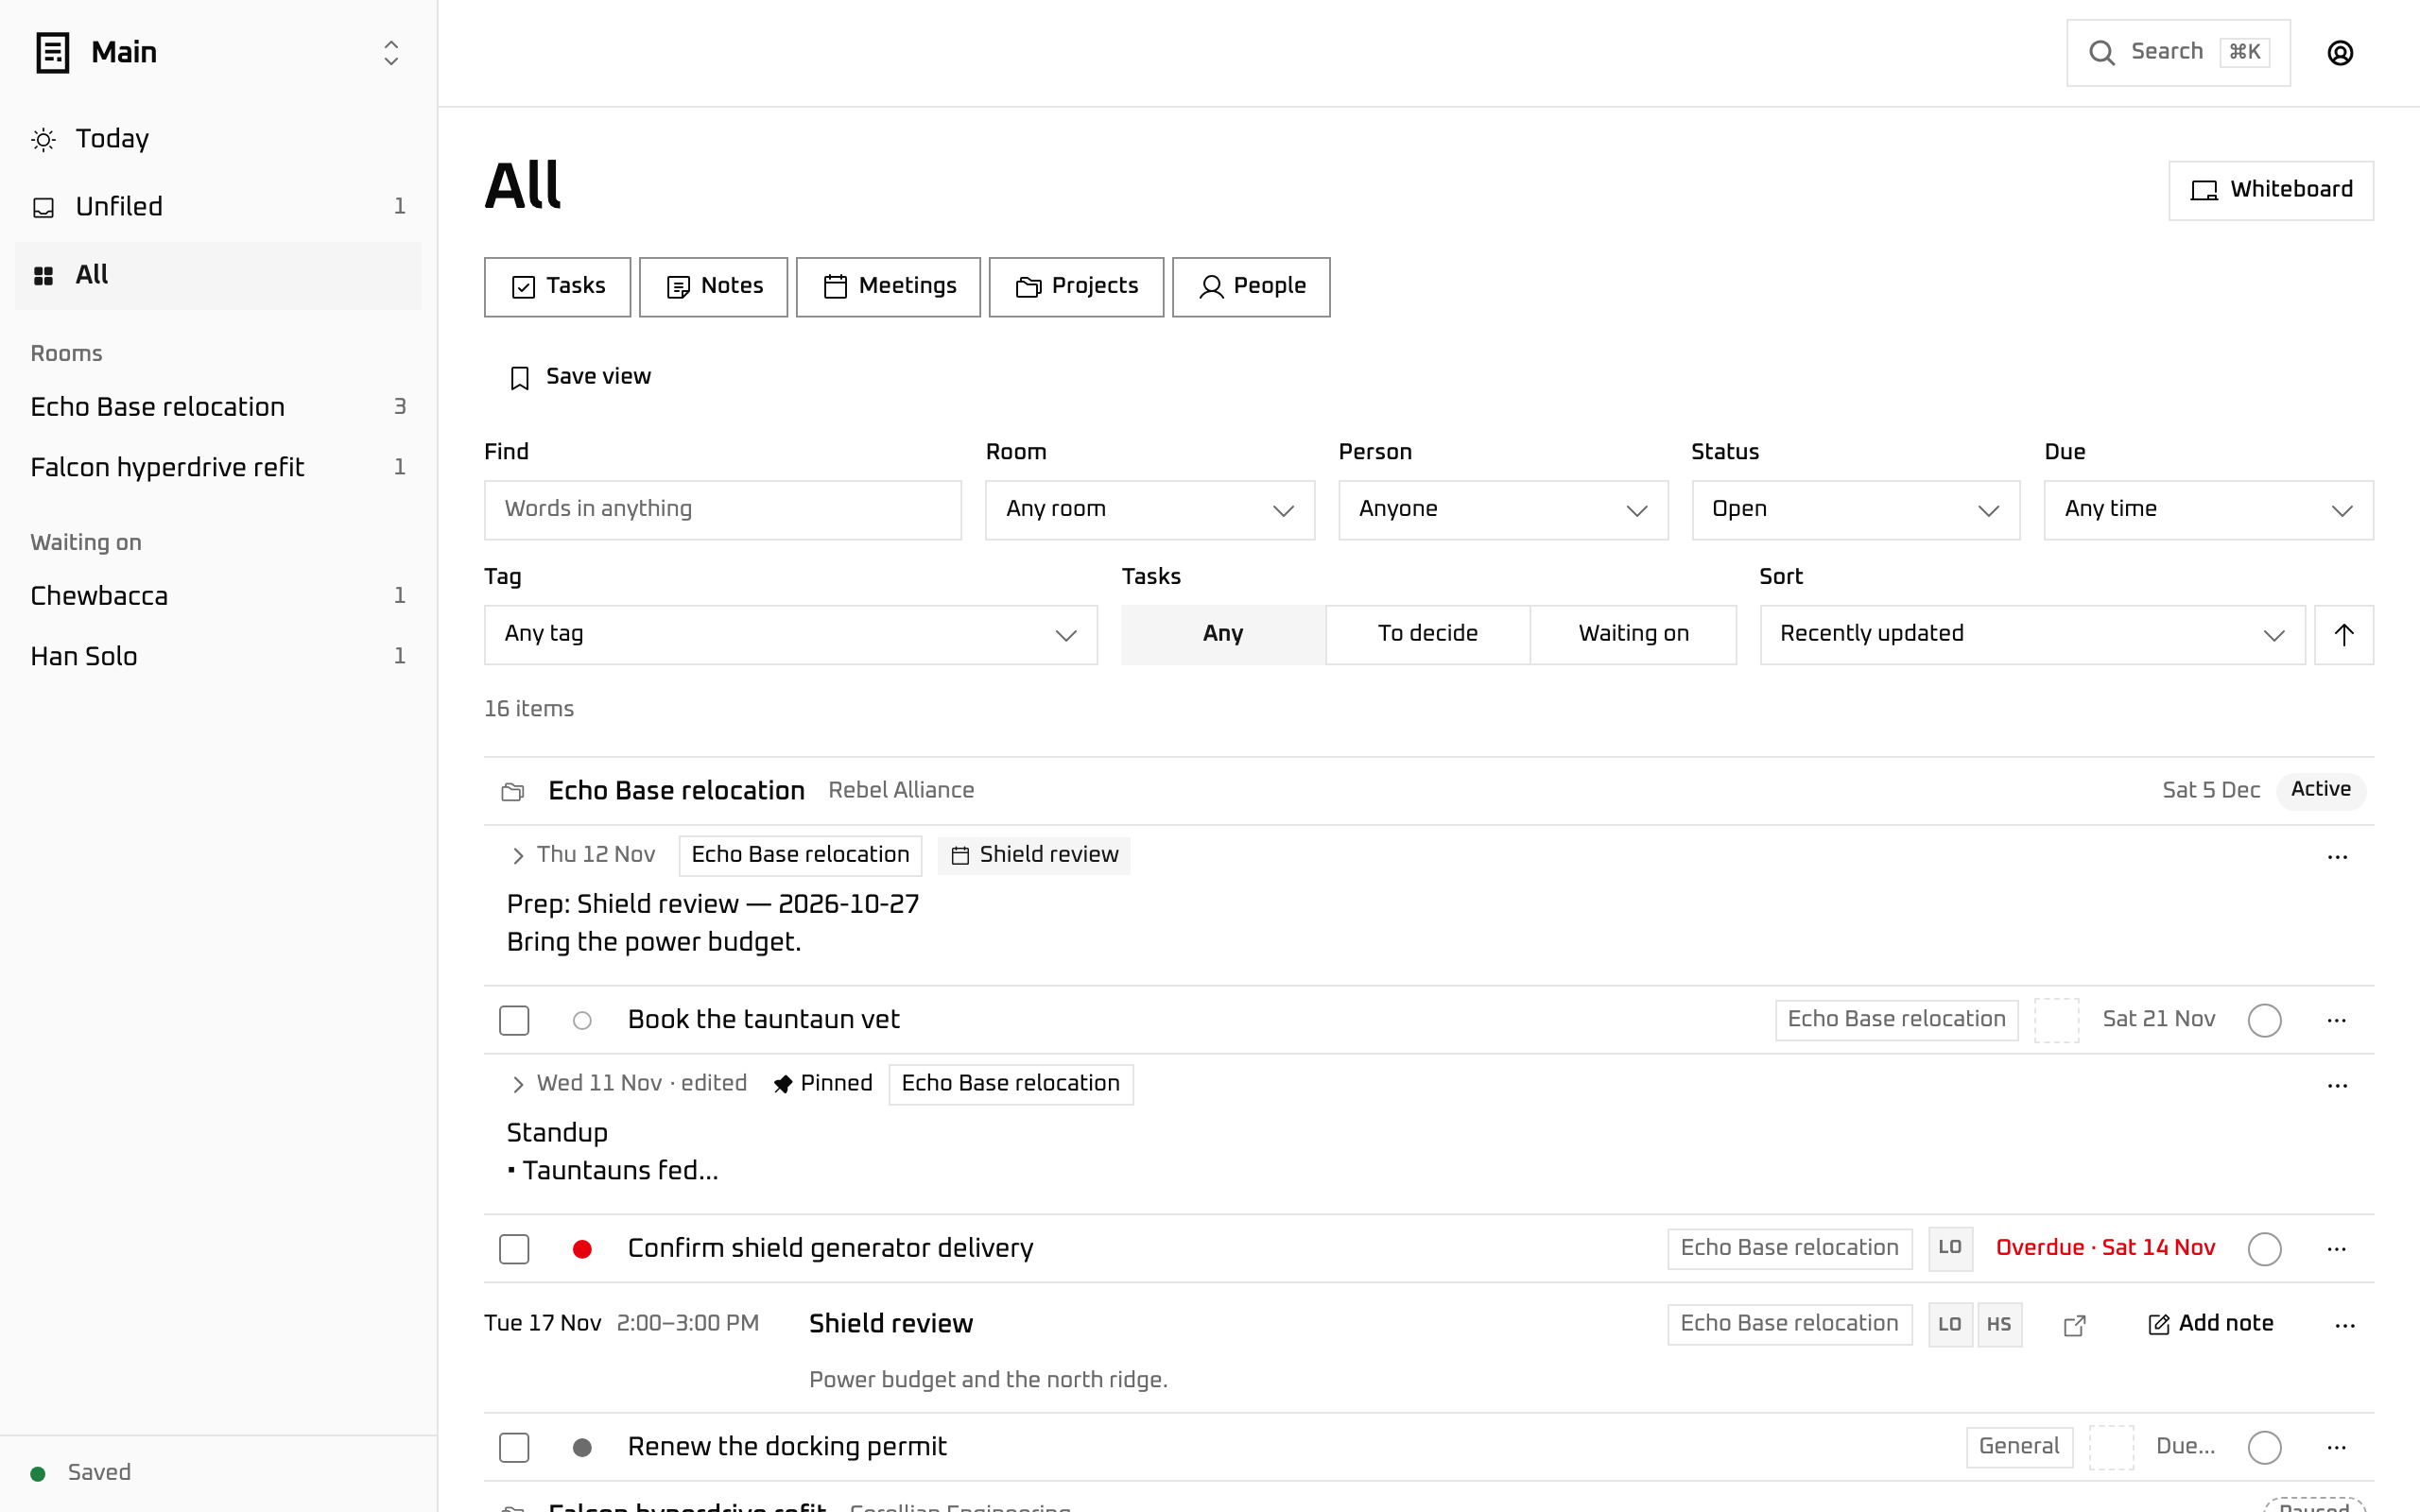 Main
Search ⌘K
Today
Unfiled 1
All
Rooms
Echo Base relocation 3
Falcon hyperdrive refit 1
Waiting on
Chewbacca 1
Han Solo 1
Saved
All
Whiteboard
Tasks Notes Meetings Projects People
Save view
Find Room Person Status Due
Words in anything Any room Anyone Open Any time
Tag Tasks Sort
Any tag Any To decide Waiting on Recently updated
16 items
Echo Base relocation Rebel Alliance Sat 5 Dec Active
Thu 12 Nov Echo Base relocation Shield review
Prep: Shield review — 2026-10-27
Bring the power budget.
Book the tauntaun vet Echo Base relocation Sat 21 Nov
Wed 11 Nov · edited Pinned Echo Base relocation
Standup
▪ Tauntauns fed...
Confirm shield generator delivery Echo Base relocation LO Overdue · Sat 14 Nov
Tue 17 Nov 2:00–3:00 PM Shield review Echo Base relocation LO HS Add note
Power budget and the north ridge.
Renew the docking permit General Due...
Falcon hyperdrive refit Corellian Engineering Paused